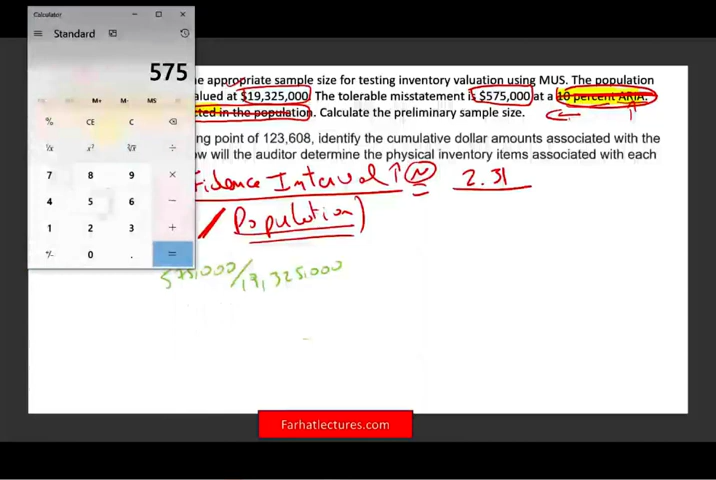 Calculator
Standard
575
M+ M- MS
% CE C
¹/x x² ²√x ÷
7 8 9 ×
4 5 6 −
1 2 3 +
+/- 0 . =
he appropriate sample size for testing inventory valuation using MUS. The population
alued at $19,325,000. The tolerable misstatement is $575,000 at a 10 percent ARIA.
cted in the population. Calculate the preliminary sample size.
ng point of 123,608, identify the cumulative dollar amounts associated with the
ow will the auditor determine the physical inventory items associated with each
fidence Interval ↑ N 2.31
/ Population)
575,000/19,325,000
Farhatlectures.com